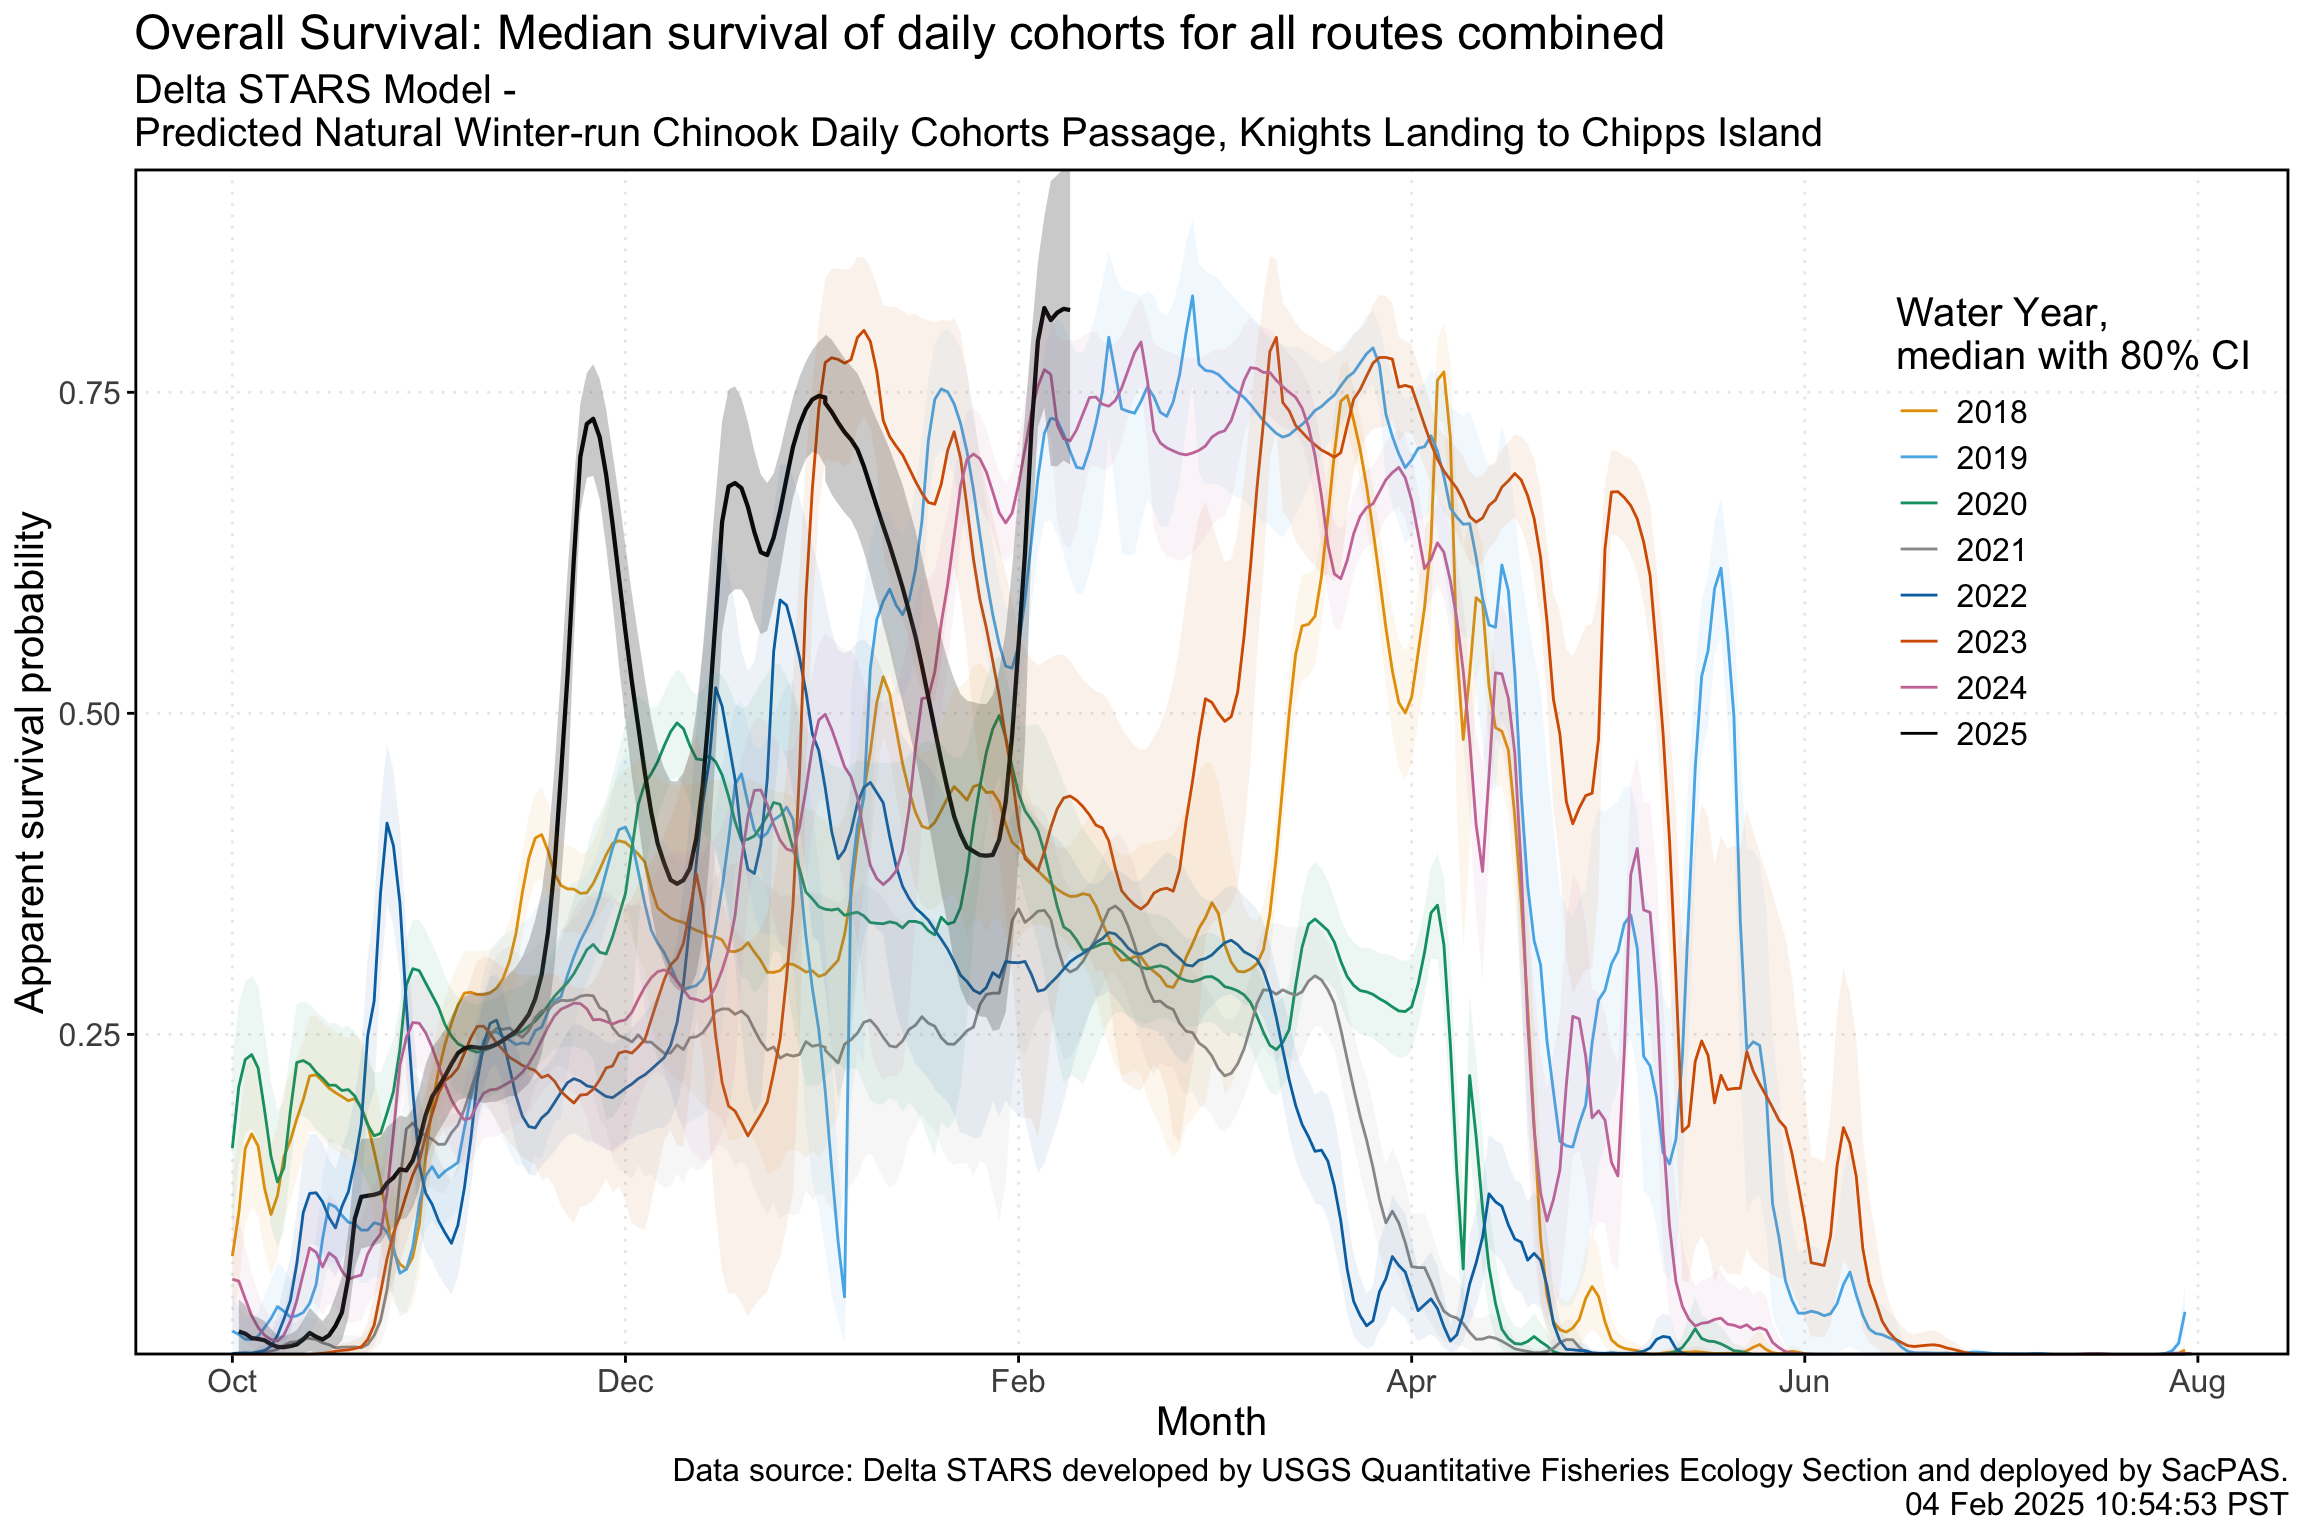 Overall Survival: Median survival of daily cohorts for all routes combined
Delta STARS Model -
Predicted Natural Winter-run Chinook Daily Cohorts Passage, Knights Landing to Chipps Island
Apparent survival probability
0.75
0.50
0.25
Water Year,
median with 80% CI
2018
2019
2020
2021
2022
2023
2024
2025
Oct
Dec
Feb
Apr
Jun
Aug
Month
Data source: Delta STARS developed by USGS Quantitative Fisheries Ecology Section and deployed by SacPAS.
04 Feb 2025 10:54:53 PST